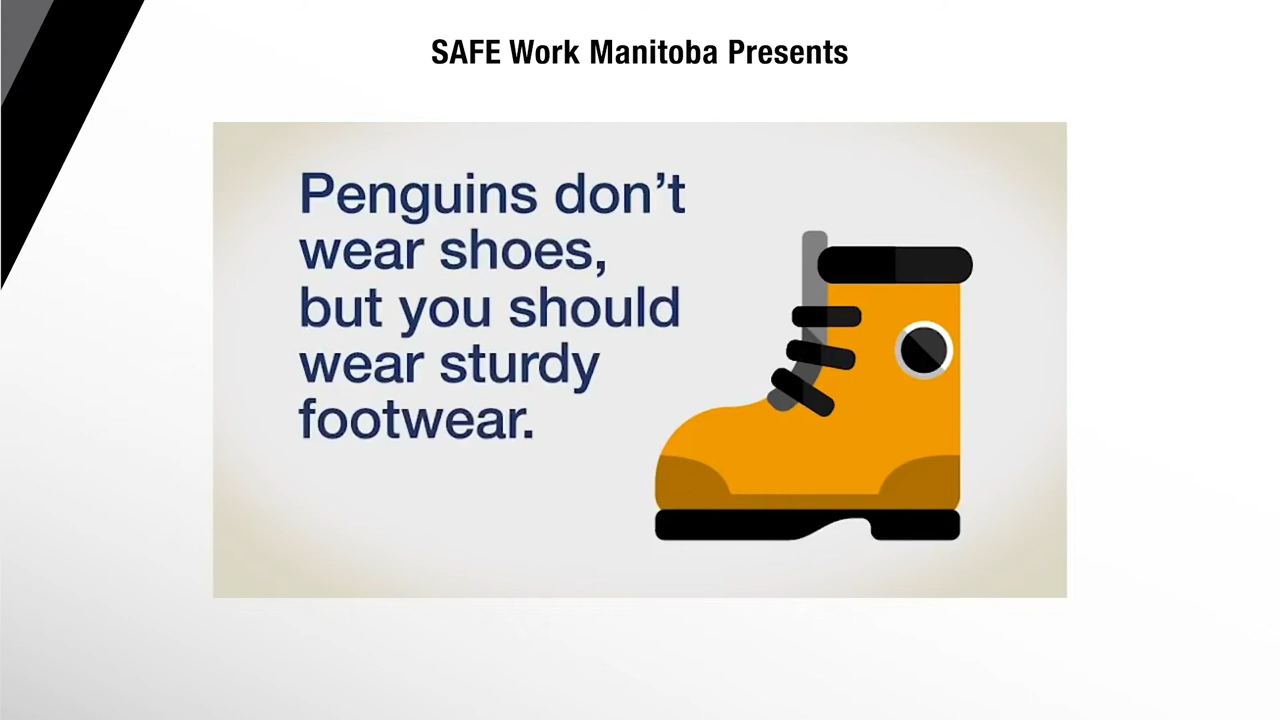 SAFE Work Manitoba Presents
Penguins don’t
wear shoes,
but you should
wear sturdy
footwear.